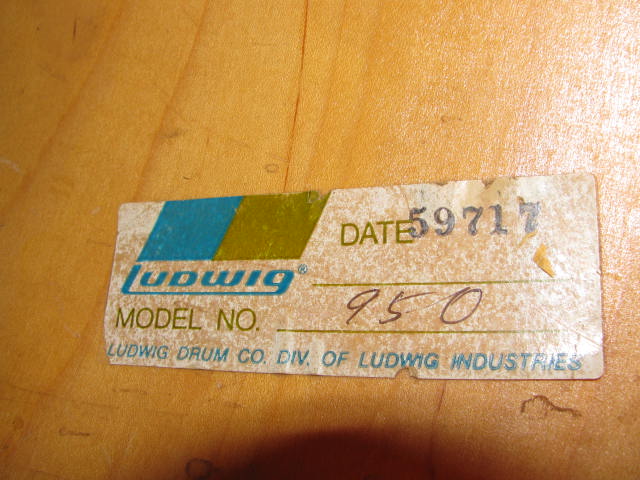 LUDWIG®
DATE 59717
MODEL NO. 950
LUDWIG DRUM CO. DIV. OF LUDWIG INDUSTRIES